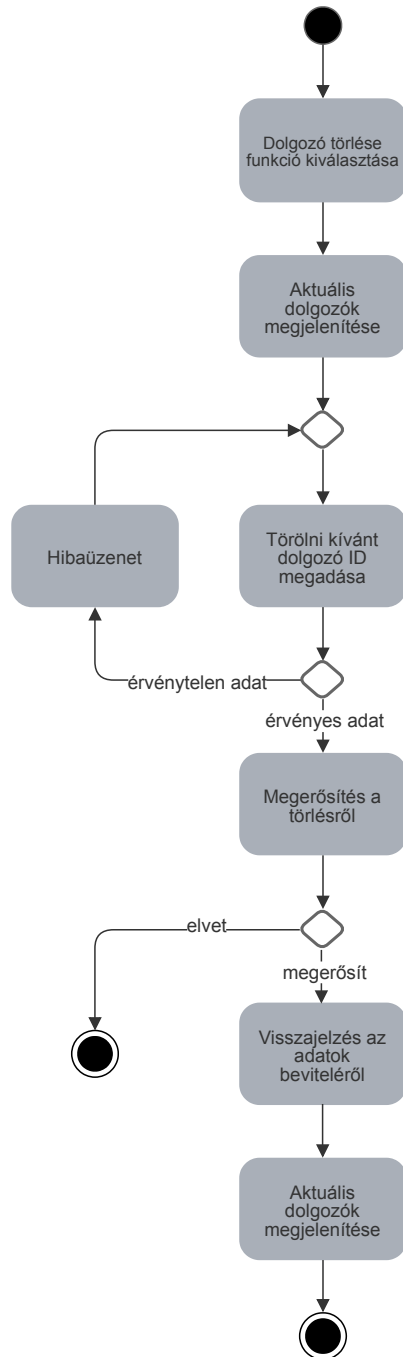 Dolgozó törlése
funkció kiválasztása
Aktuális
dolgozók
megjelenítése
Hibaüzenet
Törölni kívánt
dolgozó ID
megadása
érvénytelen adat
érvényes adat
Megerősítés a
törlésről
elvet
megerősít
Visszajelzés az
adatok
beviteléről
Aktuális
dolgozók
megjelenítése